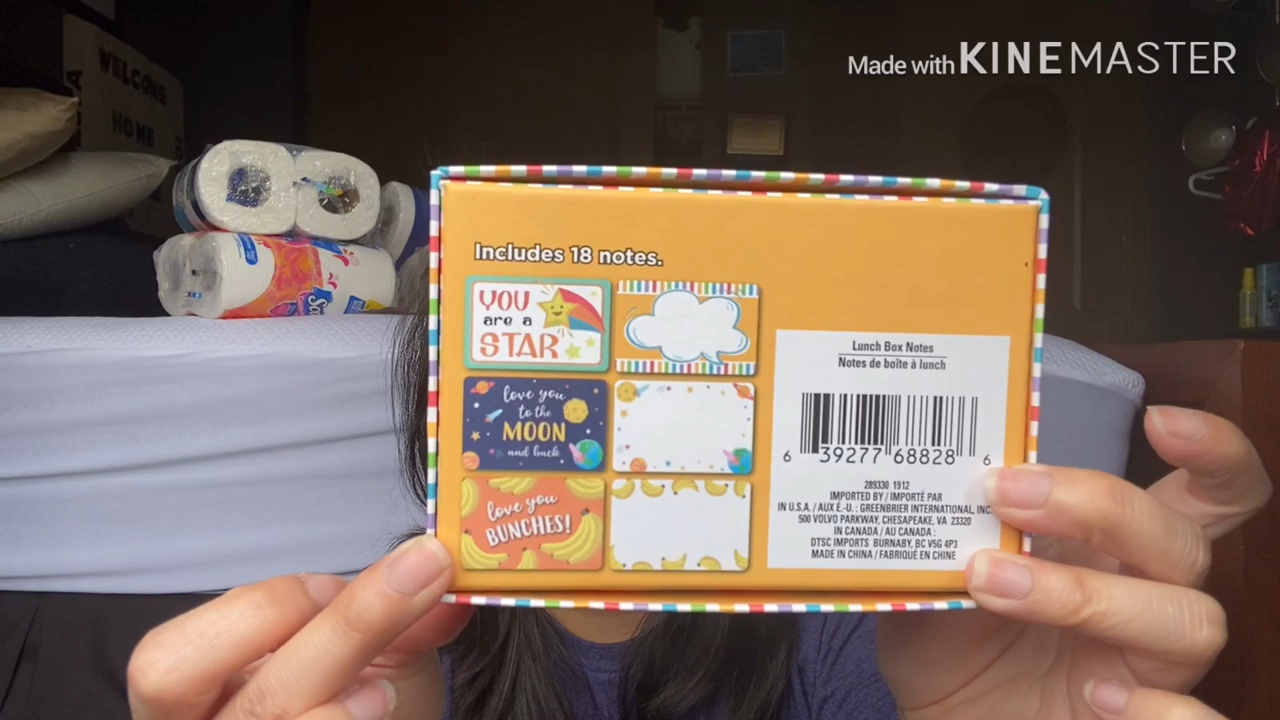 Made with KINEMASTER
WELCOME
HOME
Includes 18 notes.
YOU
are a
STAR
love you
to the
MOON
and back
love you
BUNCHES!
Lunch Box Notes
Notes de boîte à lunch
6 39277 68828 6
289330 1912
IMPORTED BY / IMPORTÉ PAR
IN U.S.A. / AUX É.-U. : GREENBRIER INTERNATIONAL, INC.
500 VOLVO PARKWAY, CHESAPEAKE, VA 23320
IN CANADA / AU CANADA :
DTSC IMPORTS BURNABY, BC V5G 4P3
MADE IN CHINA / FABRIQUÉ EN CHINE